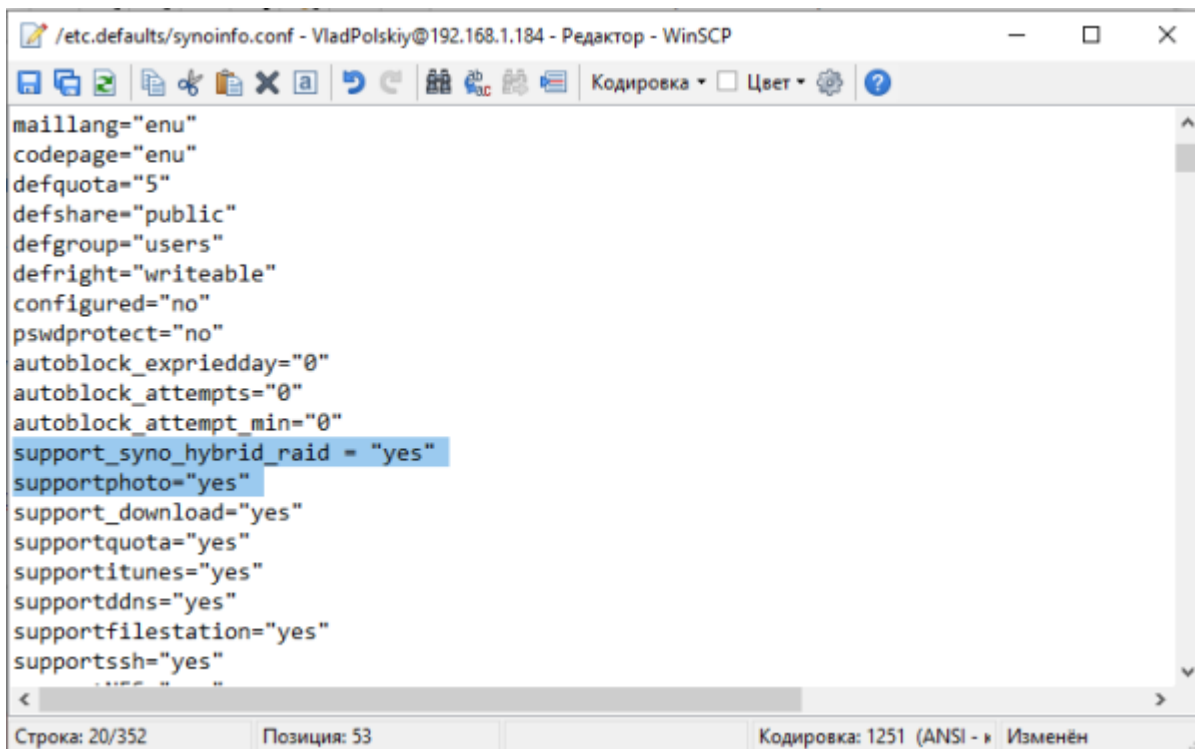 /etc.defaults/synoinfo.conf - VladPolskiy@192.168.1.184 - Редактор - WinSCP
Кодировка Цвет
maillang="enu"
codepage="enu"
defquota="5"
defshare="public"
defgroup="users"
defright="writeable"
configured="no"
pswdprotect="no"
autoblock_expriedday="0"
autoblock_attempts="0"
autoblock_attempt_min="0"
support_syno_hybrid_raid = "yes"
supportphoto="yes"
support_download="yes"
supportquota="yes"
supportitunes="yes"
supportddns="yes"
supportfilestation="yes"
supportssh="yes"
Строка: 20/352 Позиция: 53 Кодировка: 1251 (ANSI - к Изменён